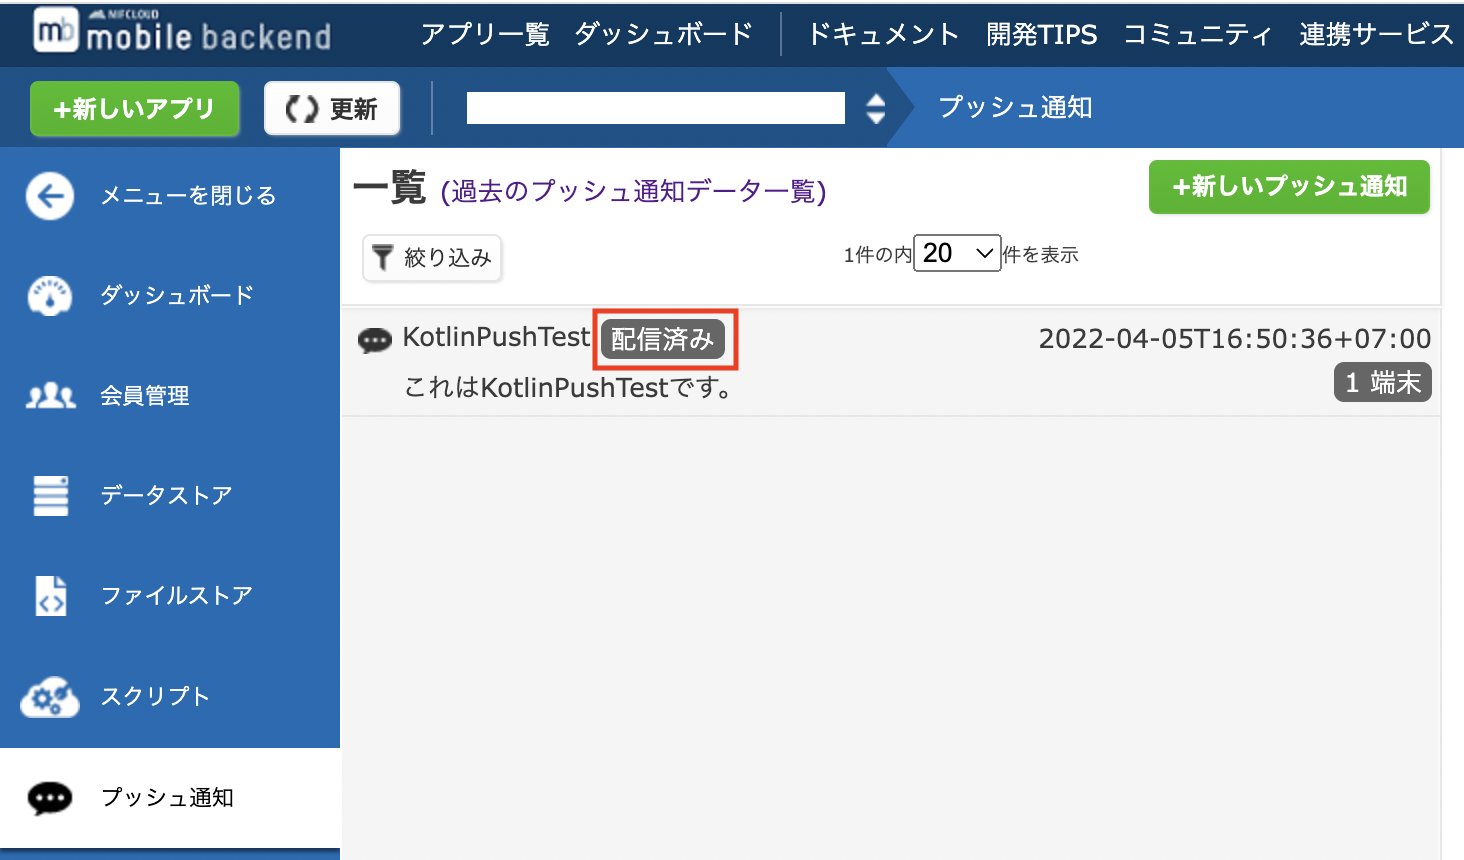 NIFCLOUD
mb mobile backend
アプリ一覧 ダッシュボード ドキュメント 開発TIPS コミュニティ 連携サービス
+新しいアプリ 更新 プッシュ通知
メニューを閉じる
ダッシュボード
会員管理
データストア
ファイルストア
スクリプト
プッシュ通知
一覧 (過去のプッシュ通知データ一覧) +新しいプッシュ通知
絞り込み 1件の内 20 件を表示
KotlinPushTest 配信済み 2022-04-05T16:50:36+07:00
これはKotlinPushTestです。 1 端末